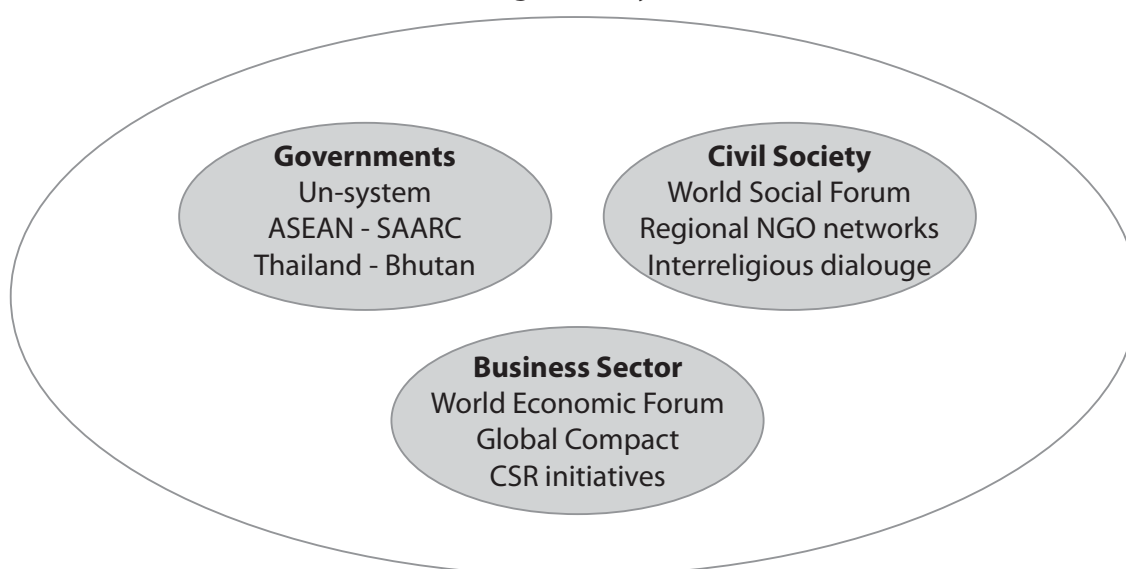 Governments
Un-system
ASEAN - SAARC
Thailand - Bhutan
Civil Society
World Social Forum
Regional NGO networks
Interreligious dialouge
Business Sector
World Economic Forum
Global Compact
CSR initiatives